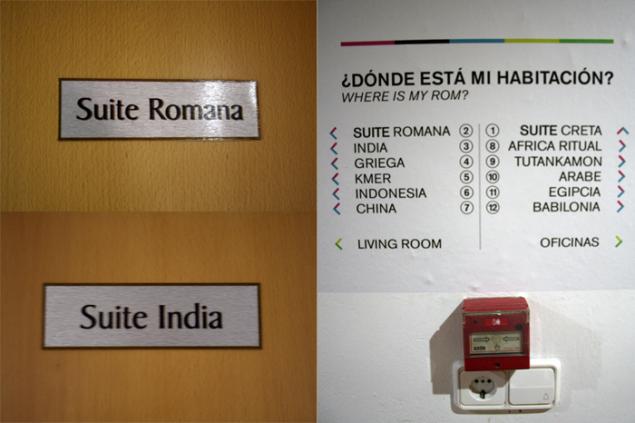 Suite Romana
Suite India
¿DÓNDE ESTÁ MI HABITACIÓN?
WHERE IS MY ROM?
SUITE ROMANA 2
INDIA 3
GRIEGA 4
KMER 5
INDONESIA 6
CHINA 7
LIVING ROOM
1 SUITE CRETA
8 AFRICA RITUAL
9 TUTANKAMON
10 ARABE
11 EGIPCIA
12 BABILONIA
OFICINAS